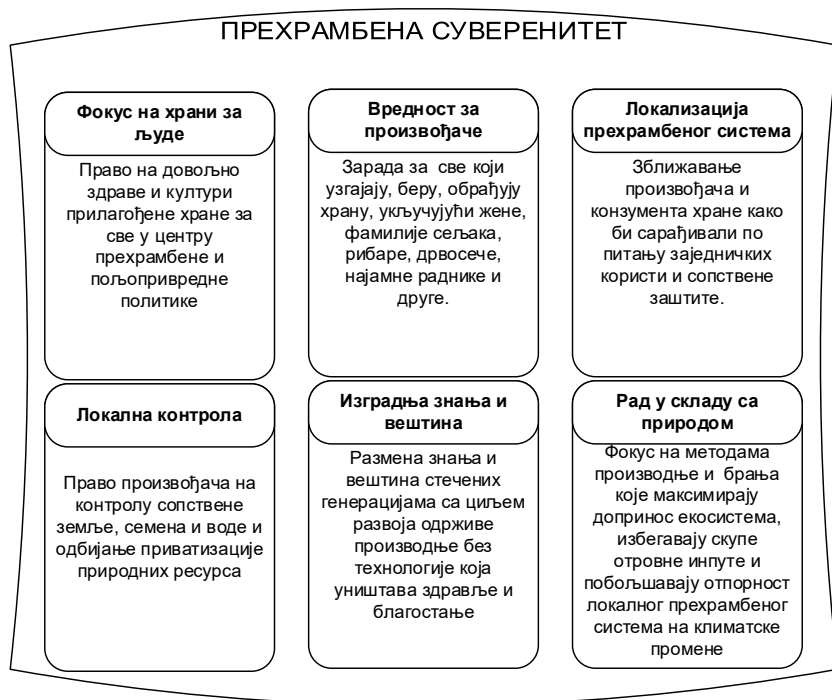 ПРЕХРАМБЕНА СУВЕРЕНИТЕТ
Фокус на храни за
људе
Право на довољно
здраве и култури
прилагођене хране за
све у центру
прехрамбене и
пољопривредне
политике
Вредност за
произвођаче
Зарада за све који
узгајају, беру, обрађују
храну, укључујући жене,
фамилије сељака,
рибаре, дрвосече,
најамне раднике и
друге.
Локализација
прехрамбеног система
Зближавање
произвођача и
конзумента хране како
би сарађивали по
питању заједничких
користи и сопствене
заштите.
Локална контрола
Право произвођача на
контролу сопствене
земље, семена и воде и
одбијање приватизације
природних ресурса
Изградња знања и
вештина
Размена знања и
вештина стечених
генерацијама са циљем
развоја одрживе
производње без
технологије која
уништава здравље и
благостање
Рад у складу са
природом
Фокус на методама
производње и брања
које максимирају
допринос екосистема,
избегавају скупе
отровне инпуте и
побољшавају отпорност
локалног прехрамбеног
система на климатске
промене